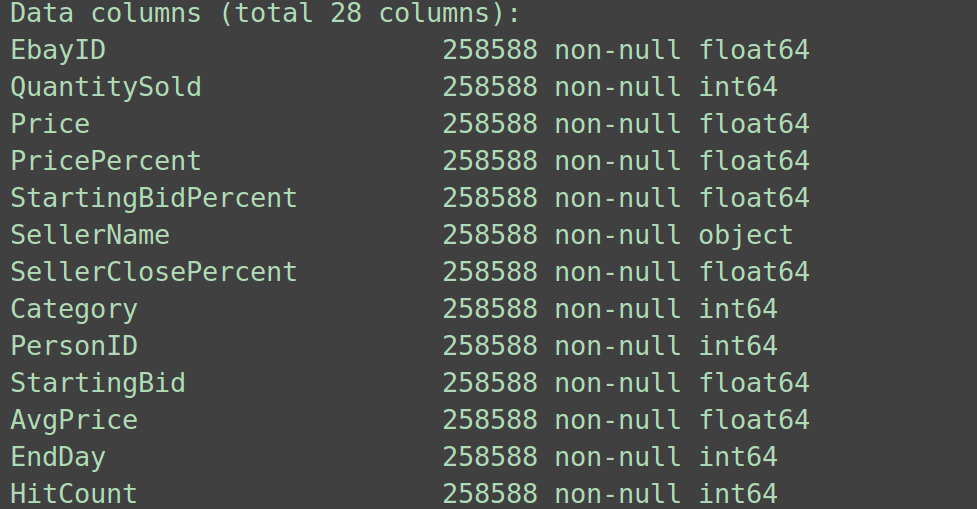 Data columns (total 28 columns):
EbayID                     258588 non-null float64
QuantitySold               258588 non-null int64
Price                      258588 non-null float64
PricePercent               258588 non-null float64
StartingBidPercent         258588 non-null float64
SellerName                 258588 non-null object
SellerClosePercent         258588 non-null float64
Category                   258588 non-null int64
PersonID                   258588 non-null int64
StartingBid                258588 non-null float64
AvgPrice                   258588 non-null float64
EndDay                     258588 non-null int64
HitCount                   258588 non-null int64